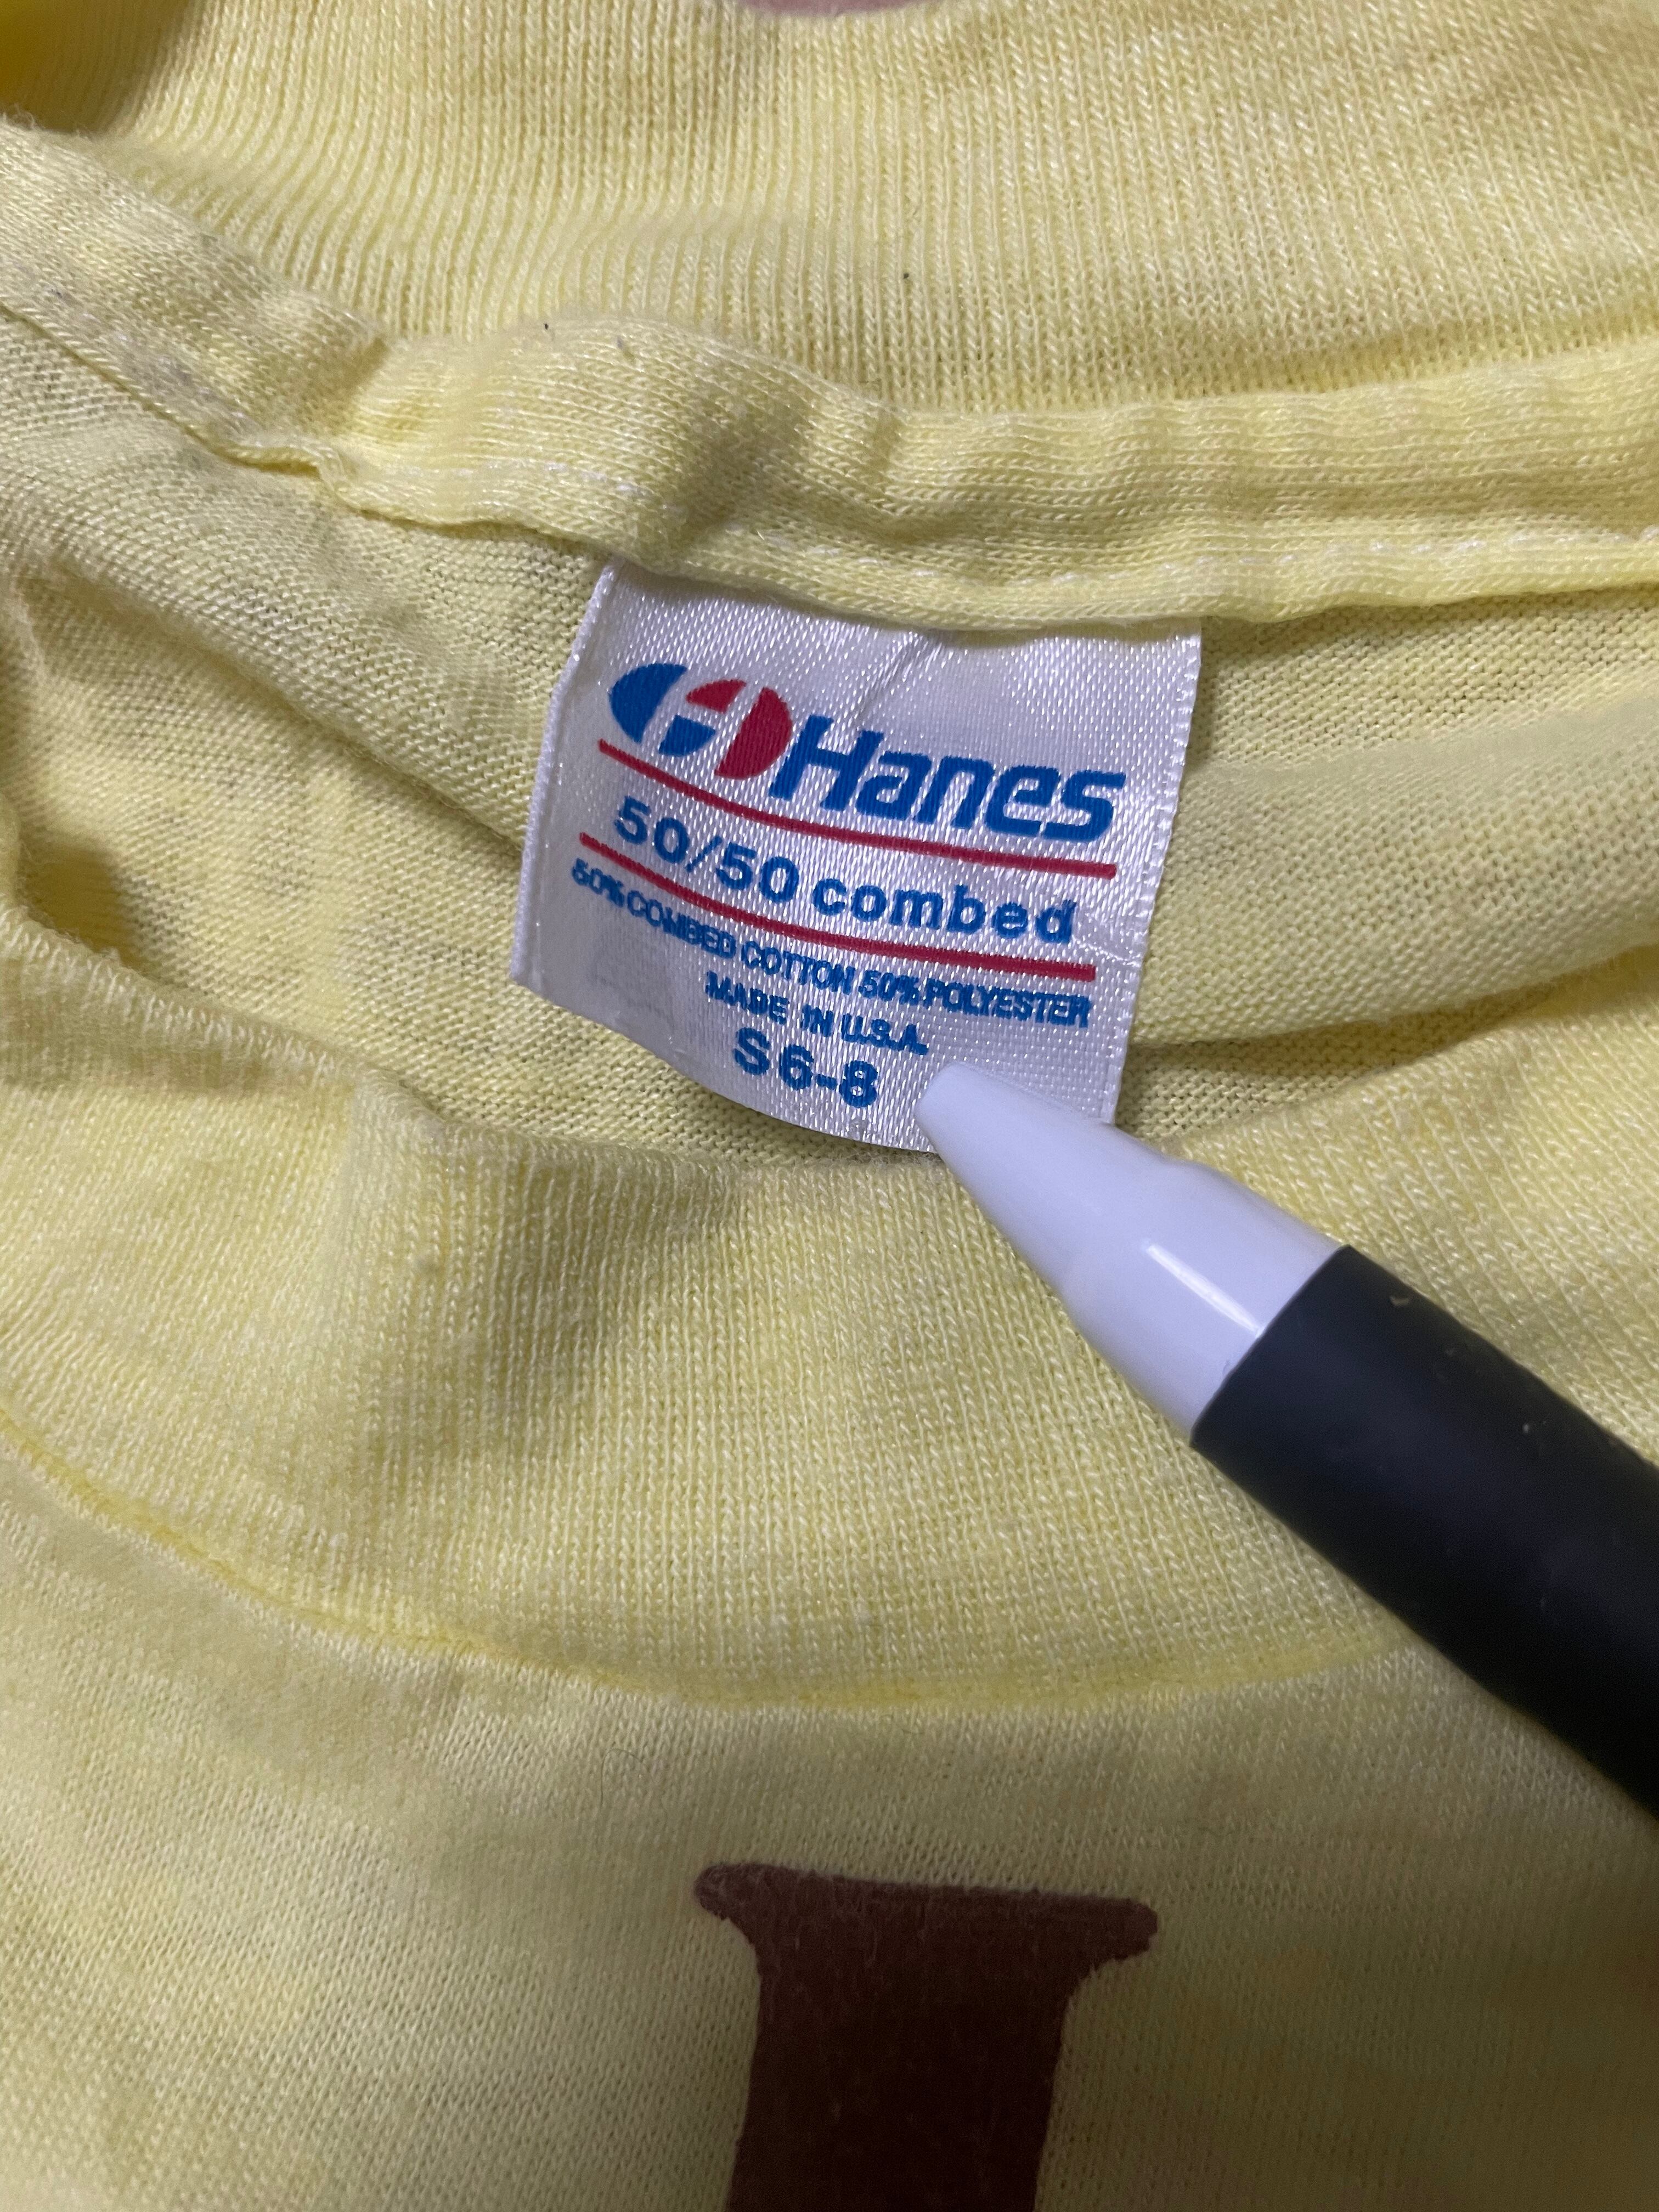 Hanes
50/50 combed
50% COMBED COTTON 50% POLYESTER
MADE IN U.S.A.
S 6-8
I